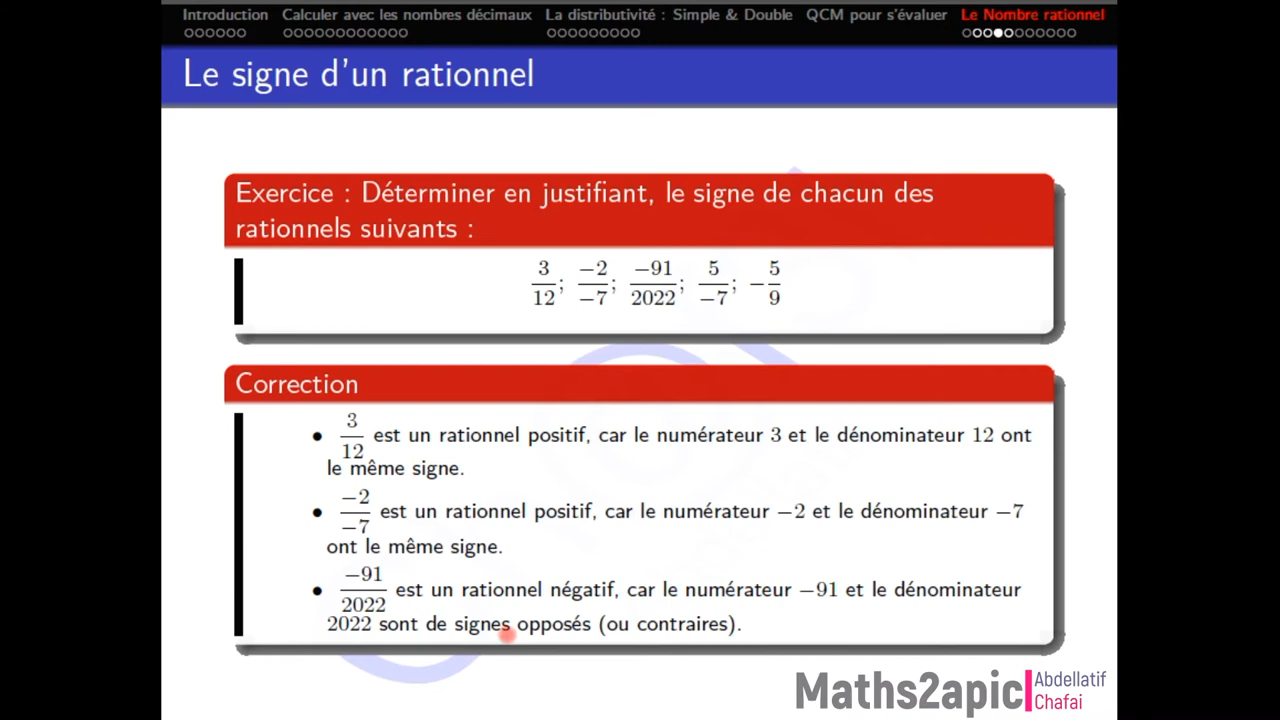 Introduction Calculer avec les nombres décimaux La distributivité : Simple & Double QCM pour s'évaluer Le Nombre rationnel
Le signe d'un rationnel
Exercice : Déterminer en justifiant, le signe de chacun des
rationnels suivants :
3/12; −2/−7; −91/2022; 5/−7; −5/9
Correction
• 3/12 est un rationnel positif, car le numérateur 3 et le dénominateur 12 ont
le même signe.
• −2/−7 est un rationnel positif, car le numérateur −2 et le dénominateur −7
ont le même signe.
• −91/2022 est un rationnel négatif, car le numérateur −91 et le dénominateur
2022 sont de signes opposés (ou contraires).
Maths2apic Abdellatif
Chafai